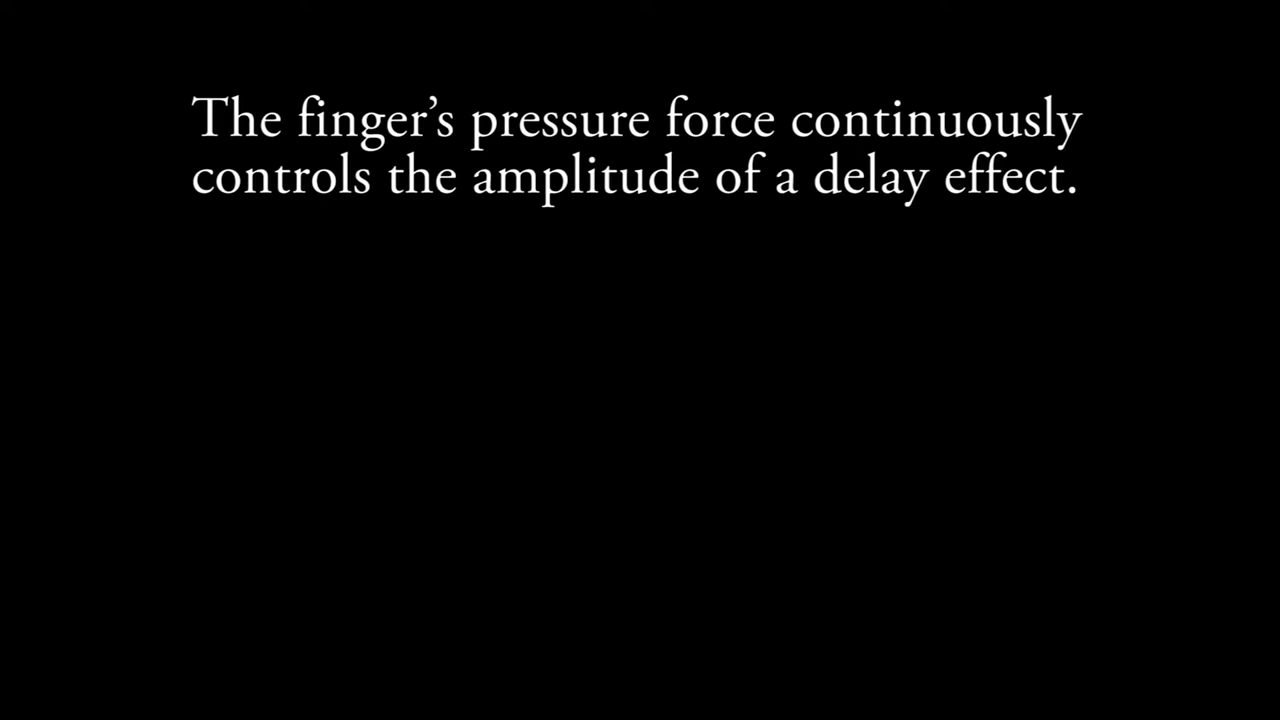 The finger’s pressure force continuously
controls the amplitude of a delay effect.